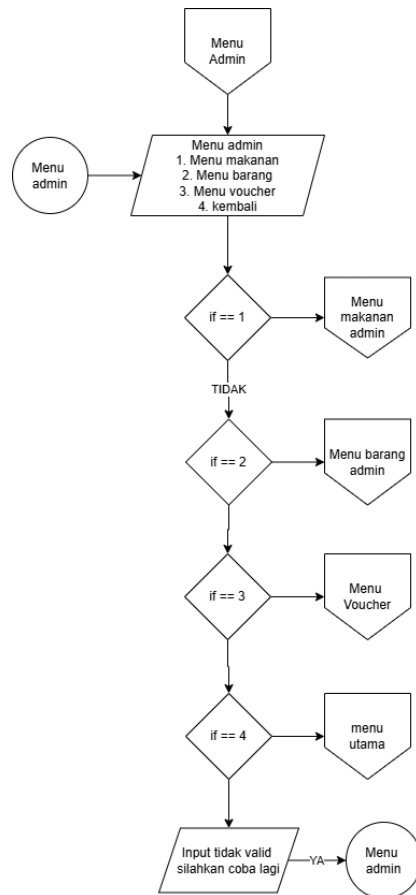 Menu
Admin
Menu
admin
Menu admin
1. Menu makanan
2. Menu barang
3. Menu voucher
4. kembali
if == 1
Menu
makanan
admin
TIDAK
if == 2
Menu barang
admin
if == 3
Menu
Voucher
if == 4
menu
utama
Input tidak valid
silahkan coba lagi
YA
Menu
admin